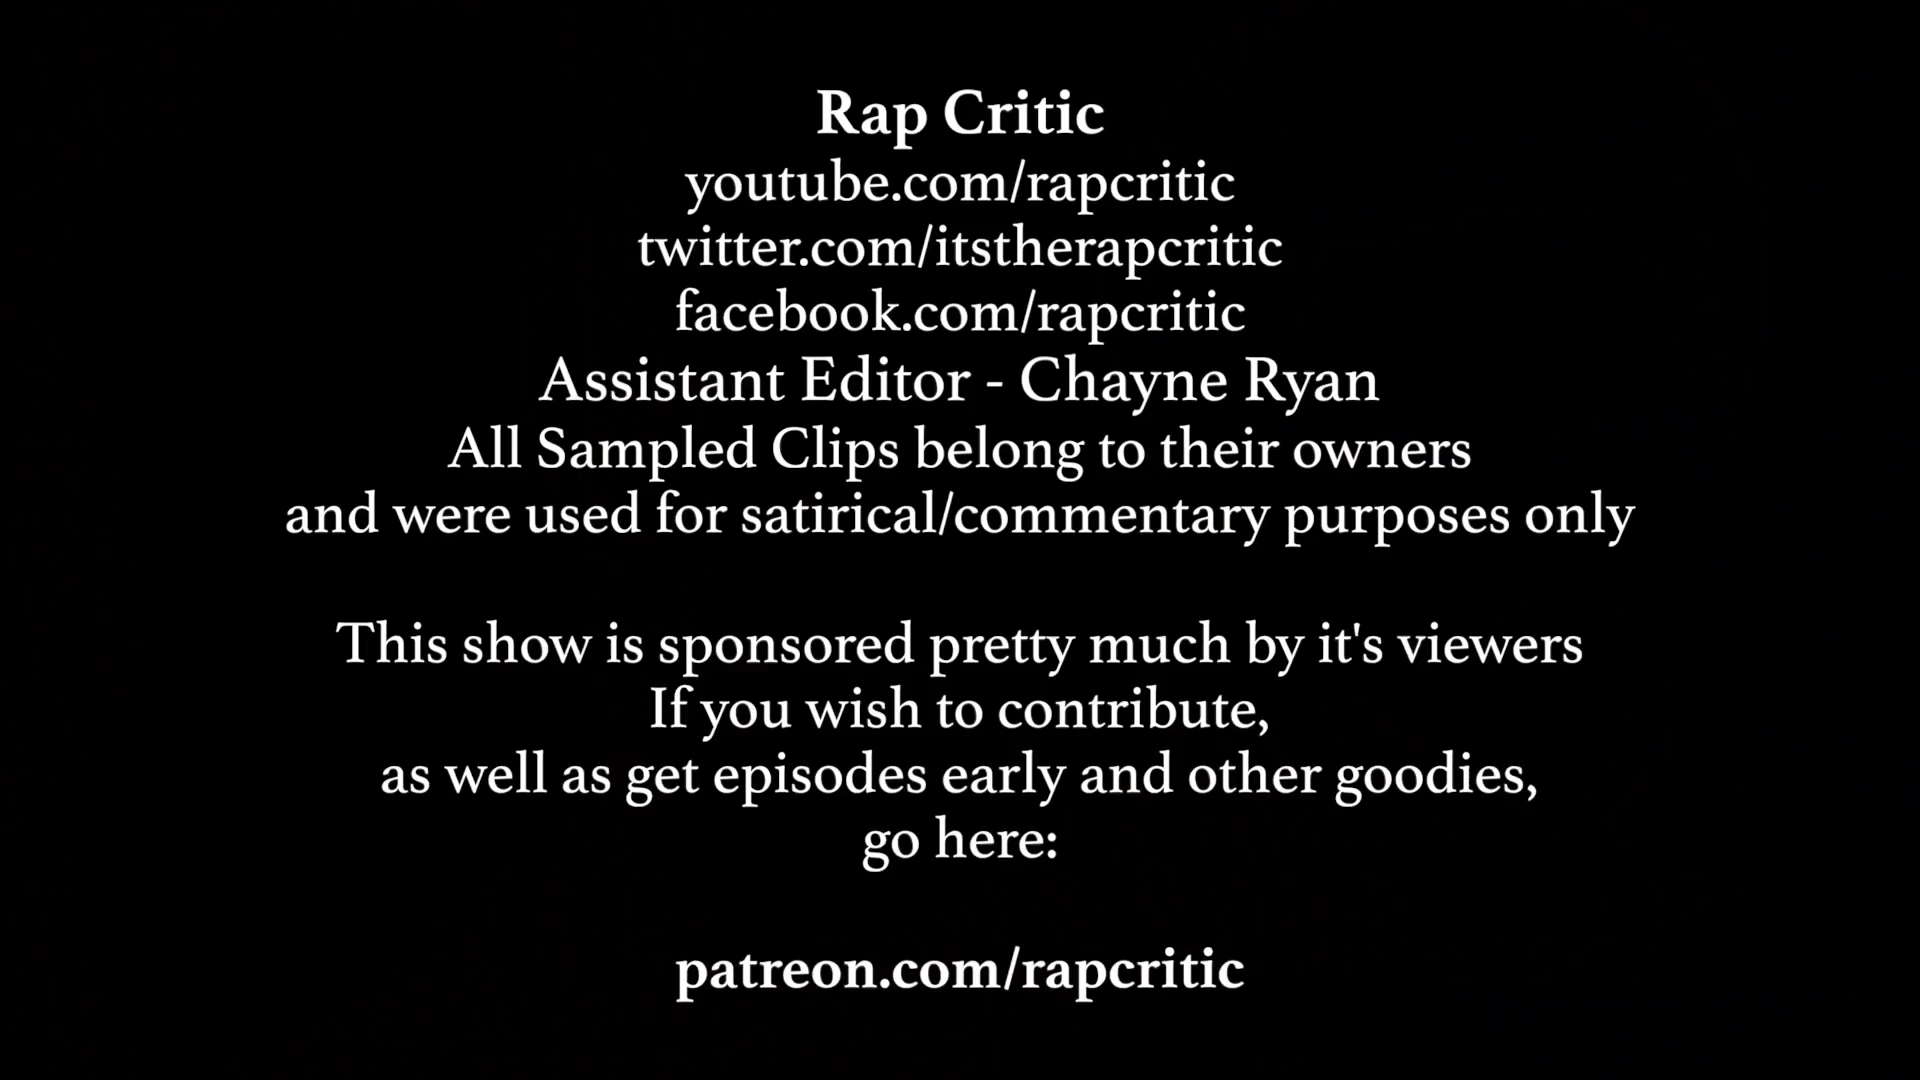 Rap Critic
youtube.com/rapcritic
twitter.com/itstherapcritic
facebook.com/rapcritic
Assistant Editor - Chayne Ryan
All Sampled Clips belong to their owners
and were used for satirical/commentary purposes only
This show is sponsored pretty much by it's viewers
If you wish to contribute,
as well as get episodes early and other goodies,
go here:
patreon.com/rapcritic